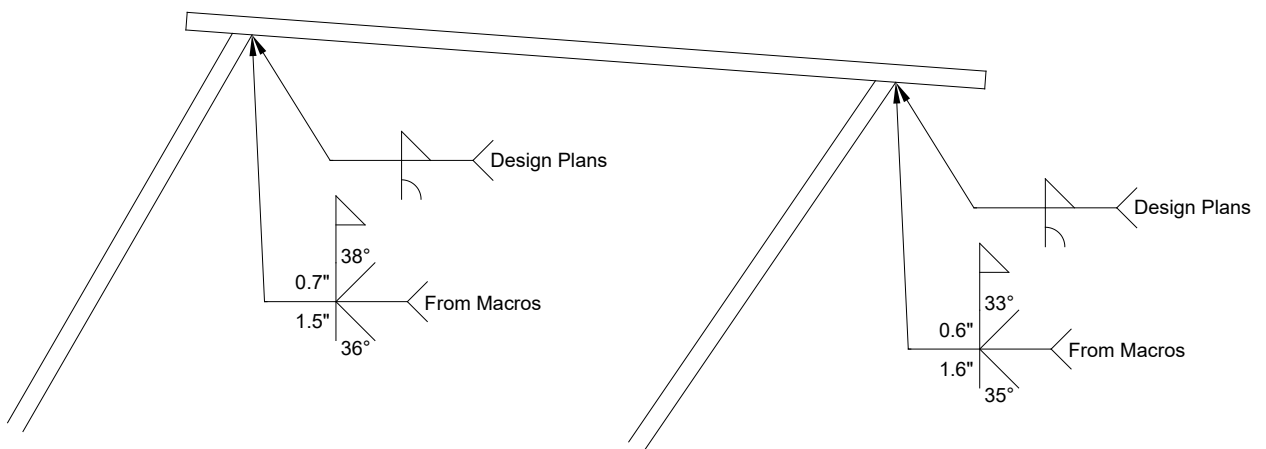 Design Plans
38°
0.7"
From Macros
1.5"
36°
Design Plans
33°
0.6"
From Macros
1.6"
35°